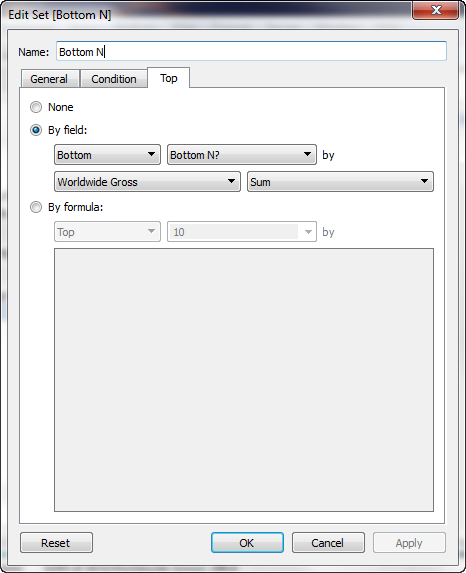 Edit Set [Bottom N]
Name: Bottom N
General Condition Top
None
By field:
Bottom Bottom N? by
Worldwide Gross Sum
By formula:
Top 10 by
Reset OK Cancel Apply